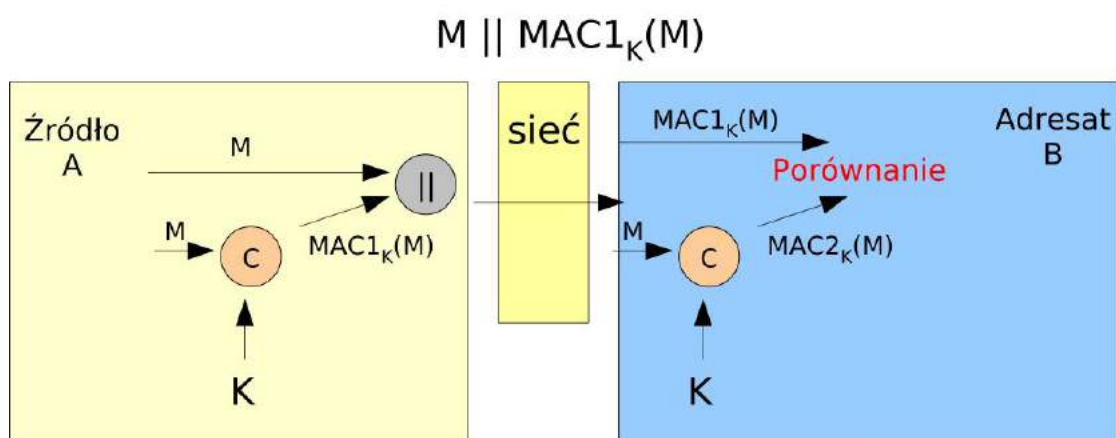 M || MAC1K(M)
Źródło
A
M
||
M
C
MAC1K(M)
K
sieć
MAC1K(M)
Adresat
B
Porównanie
M
C
MAC2K(M)
K